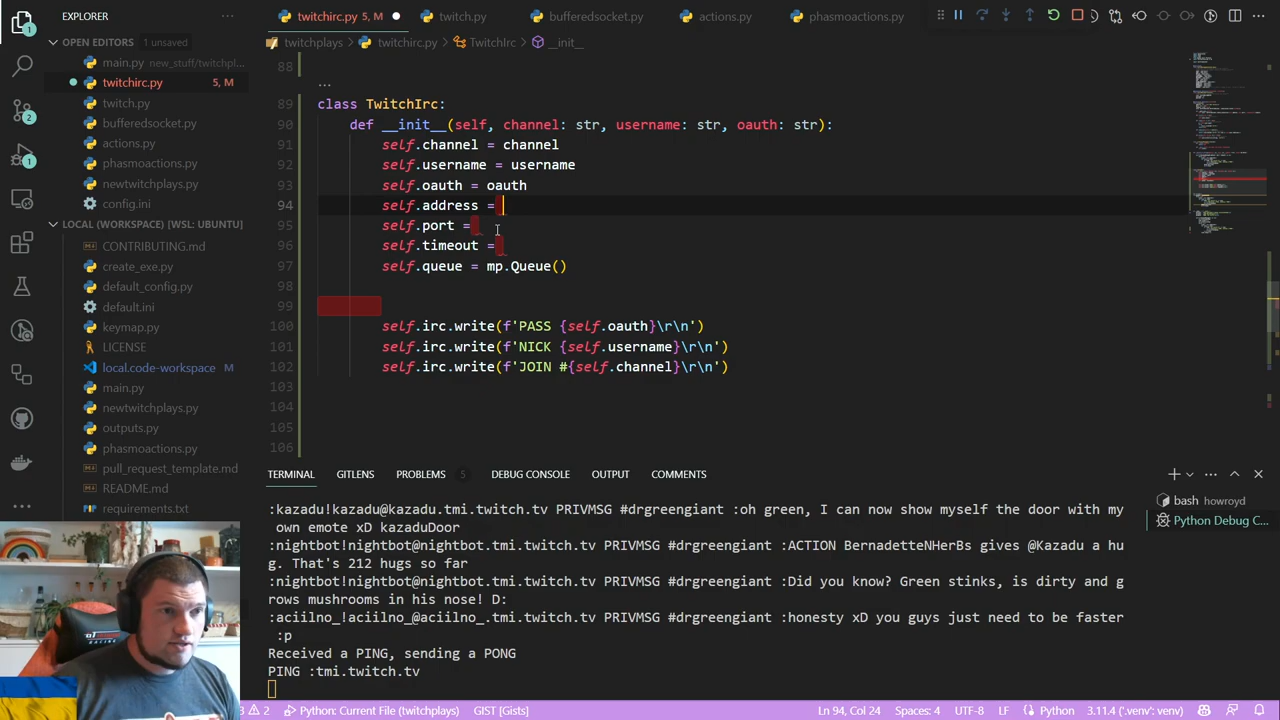 EXPLORER
OPEN EDITORS 1 unsaved
main.py new_stuff/twitchpl...
twitchirc.py 5, M
twitch.py
bufferedsocket.py
actions.py
phasmoactions.py
newtwitchplays.py
config.ini
LOCAL (WORKSPACE) [WSL: UBUNTU]
CONTRIBUTING.md
create_exe.py
default_config.py
default.ini
keymap.py
LICENSE
local.code-workspace M
main.py
newtwitchplays.py
outputs.py
phasmoactions.py
pull_request_template.md
README.md
requirements.txt
twitchirc.py 5, M
twitch.py
bufferedsocket.py
actions.py
phasmoactions.py
twitchplays > twitchirc.py > TwitchIrc > __init__
88
...
89 class TwitchIrc:
90 def __init__(self, channel: str, username: str, oauth: str):
91 self.channel = channel
92 self.username = username
93 self.oauth = oauth
94 self.address =
95 self.port =
96 self.timeout =
97 self.queue = mp.Queue()
98
99
100 self.irc.write(f'PASS {self.oauth}\r\n')
101 self.irc.write(f'NICK {self.username}\r\n')
102 self.irc.write(f'JOIN #{self.channel}\r\n')
103
104
105
106
TERMINAL GITLENS PROBLEMS 5 DEBUG CONSOLE OUTPUT COMMENTS
:kazadu!kazadu@kazadu.tmi.twitch.tv PRIVMSG #drgreengiant :oh green, I can now show myself the door with my
own emote xD kazaduDoor
:nightbot!nightbot@nightbot.tmi.twitch.tv PRIVMSG #drgreengiant :ACTION BernadetteNHerBs gives @Kazadu a hu
g. That's 212 hugs so far
:nightbot!nightbot@nightbot.tmi.twitch.tv PRIVMSG #drgreengiant :Did you know? Green stinks, is dirty and g
rows mushrooms in his nose! D:
:aciilno_!aciilno_@aciilno_.tmi.twitch.tv PRIVMSG #drgreengiant :honesty xD you guys just need to be faster
:p
Received a PING, sending a PONG
PING :tmi.twitch.tv
bash howroyd
Python Debug C...
2 Python: Current File (twitchplays) GIST [Gists] Ln 94, Col 24 Spaces: 4 UTF-8 LF Python 3.11.4 ('.venv': venv)